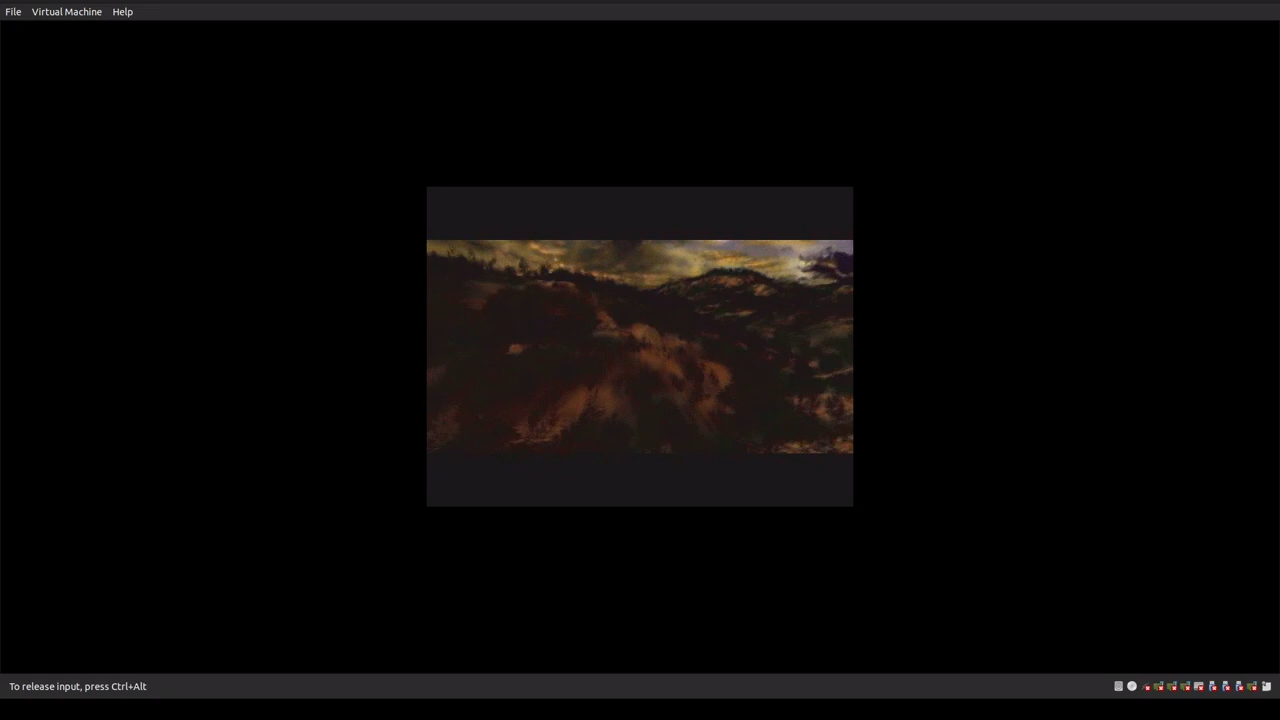 File Virtual Machine Help
To release input, press Ctrl+Alt